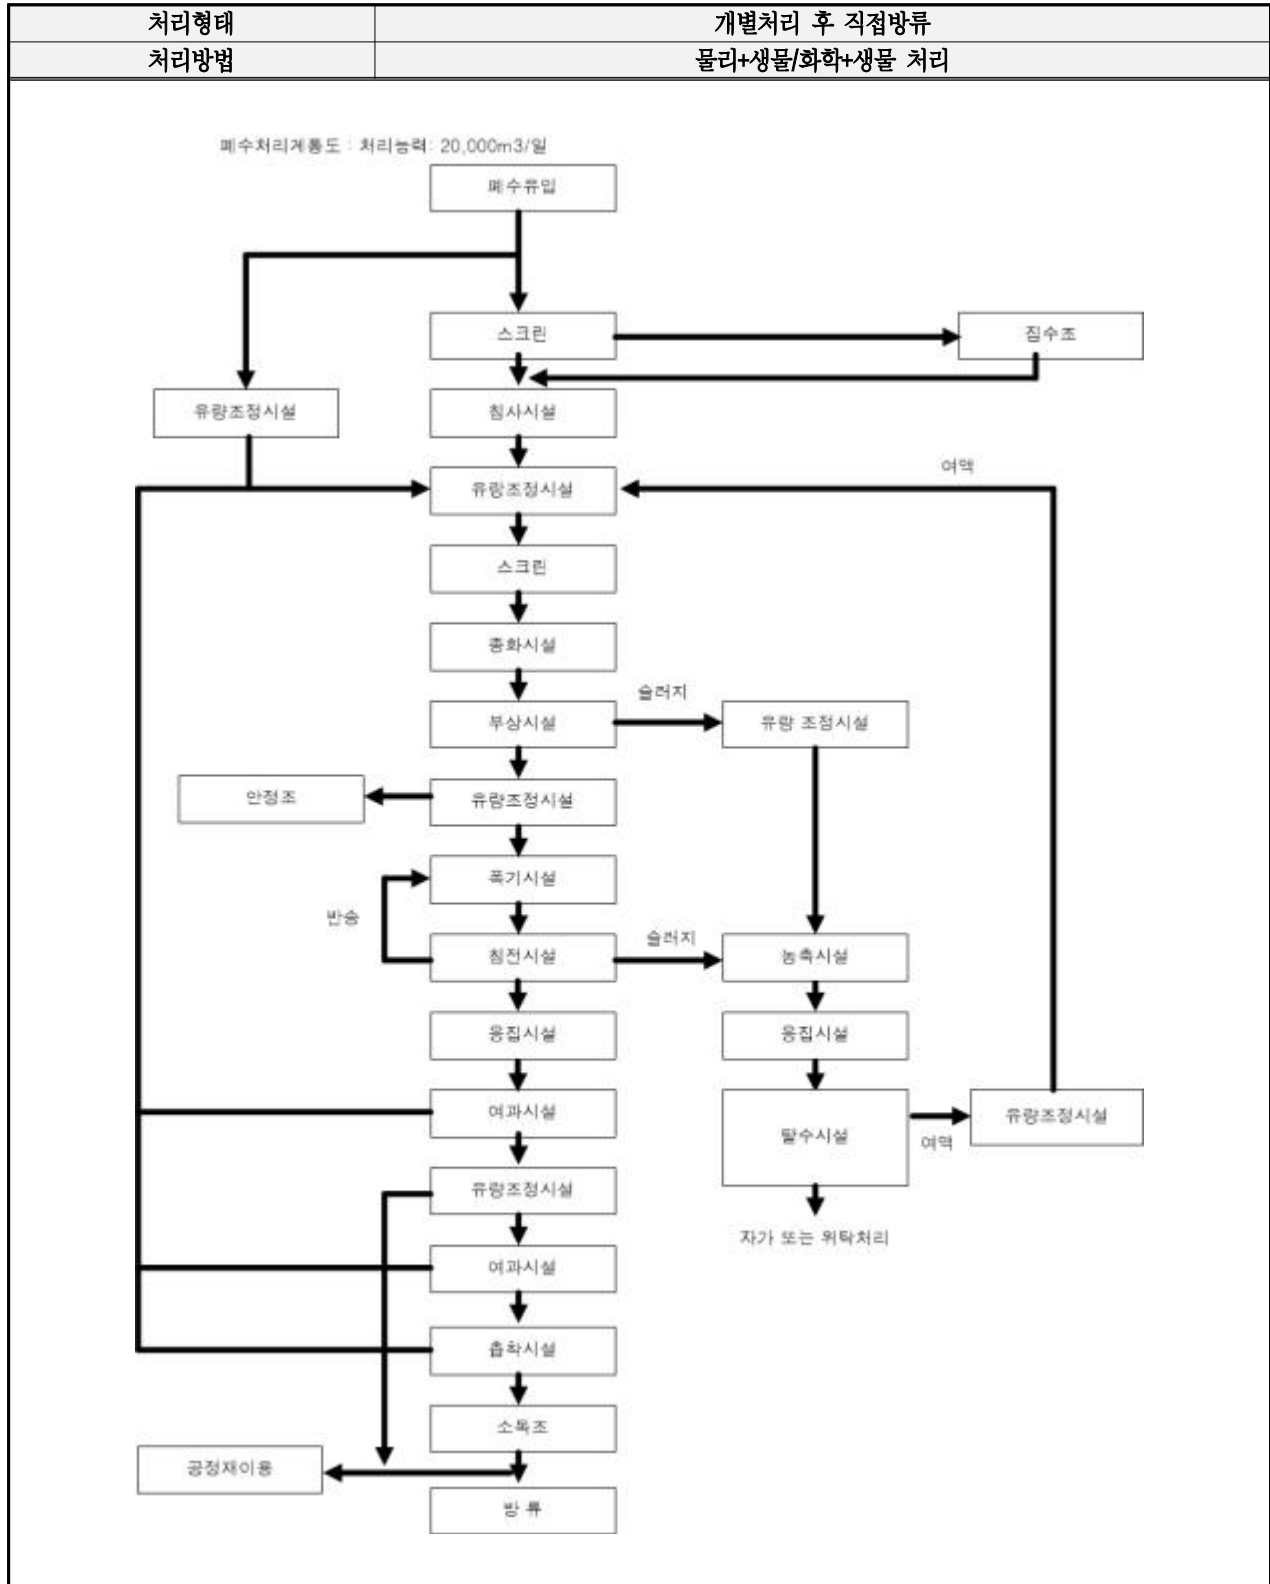 처리형태 개별처리 후 직접방류
처리방법 물리+생물/화학+생물 처리
폐수처리계통도 : 처리능력: 20,000m3/일
폐수유입
스크린 집수조
유량조정시설 침사시설
여액
유량조정시설
스크린
중화시설
슬러지
부상시설 유량 조정시설
안정조 유량조정시설
폭기시설
반송
슬러지
침전시설 농축시설
응집시설 응집시설
여과시설 탈수시설 유량조정시설
여액
유량조정시설
자가 또는 위탁처리
여과시설
흡착시설
소독조
공정재이용
방 류